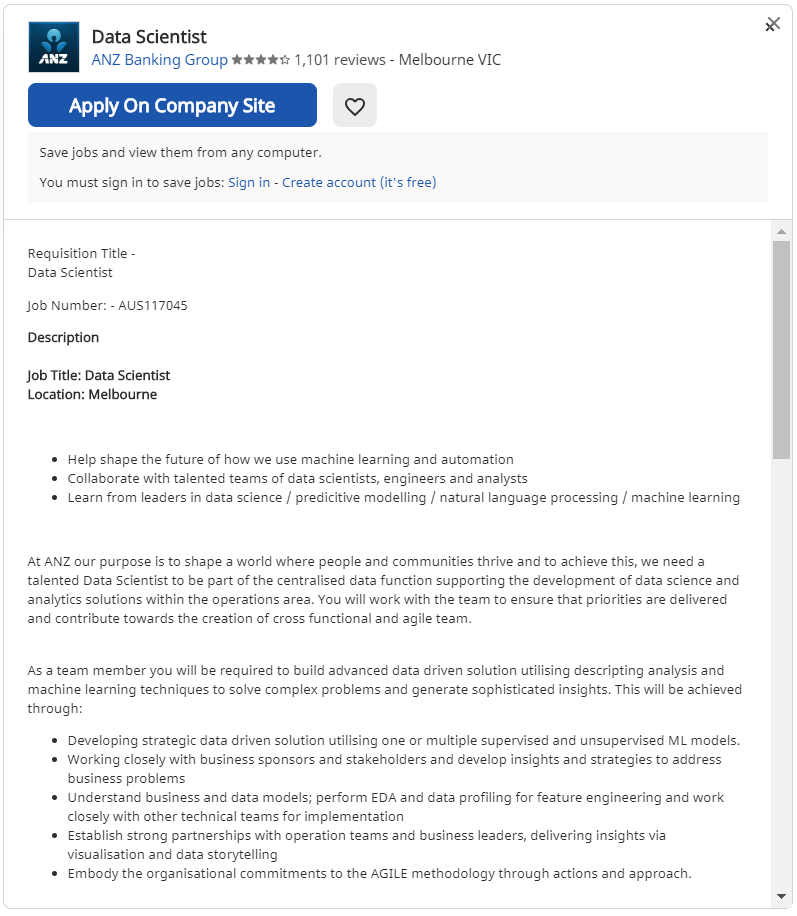 Data Scientist
ANZ
ANZ Banking Group 1,101 reviews - Melbourne VIC
Apply On Company Site
Save jobs and view them from any computer.
You must sign in to save jobs: Sign in - Create account (it's free)
Requisition Title -
Data Scientist
Job Number: - AUS117045
Description
Job Title: Data Scientist
Location: Melbourne
• Help shape the future of how we use machine learning and automation
• Collaborate with talented teams of data scientists, engineers and analysts
• Learn from leaders in data science / predicitive modelling / natural language processing / machine learning
At ANZ our purpose is to shape a world where people and communities thrive and to achieve this, we need a
talented Data Scientist to be part of the centralised data function supporting the development of data science and
analytics solutions within the operations area. You will work with the team to ensure that priorities are delivered
and contribute towards the creation of cross functional and agile team.
As a team member you will be required to build advanced data driven solution utilising descripting analysis and
machine learning techniques to solve complex problems and generate sophisticated insights. This will be achieved
through:
• Developing strategic data driven solution utilising one or multiple supervised and unsupervised ML models.
• Working closely with business sponsors and stakeholders and develop insights and strategies to address
business problems
• Understand business and data models; perform EDA and data profiling for feature engineering and work
closely with other technical teams for implementation
• Establish strong partnerships with operation teams and business leaders, delivering insights via
visualisation and data storytelling
• Embody the organisational commitments to the AGILE methodology through actions and approach.